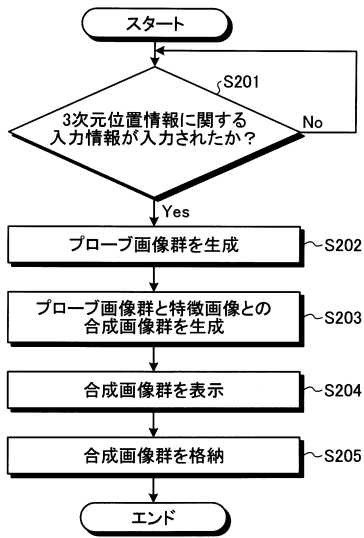 スタート
S201
3次元位置情報に関する
入力情報が入力されたか?
No
Yes
プローブ画像群を生成
S202
プローブ画像群と特徴画像との
合成画像群を生成
S203
合成画像群を表示
S204
合成画像群を格納
S205
エンド